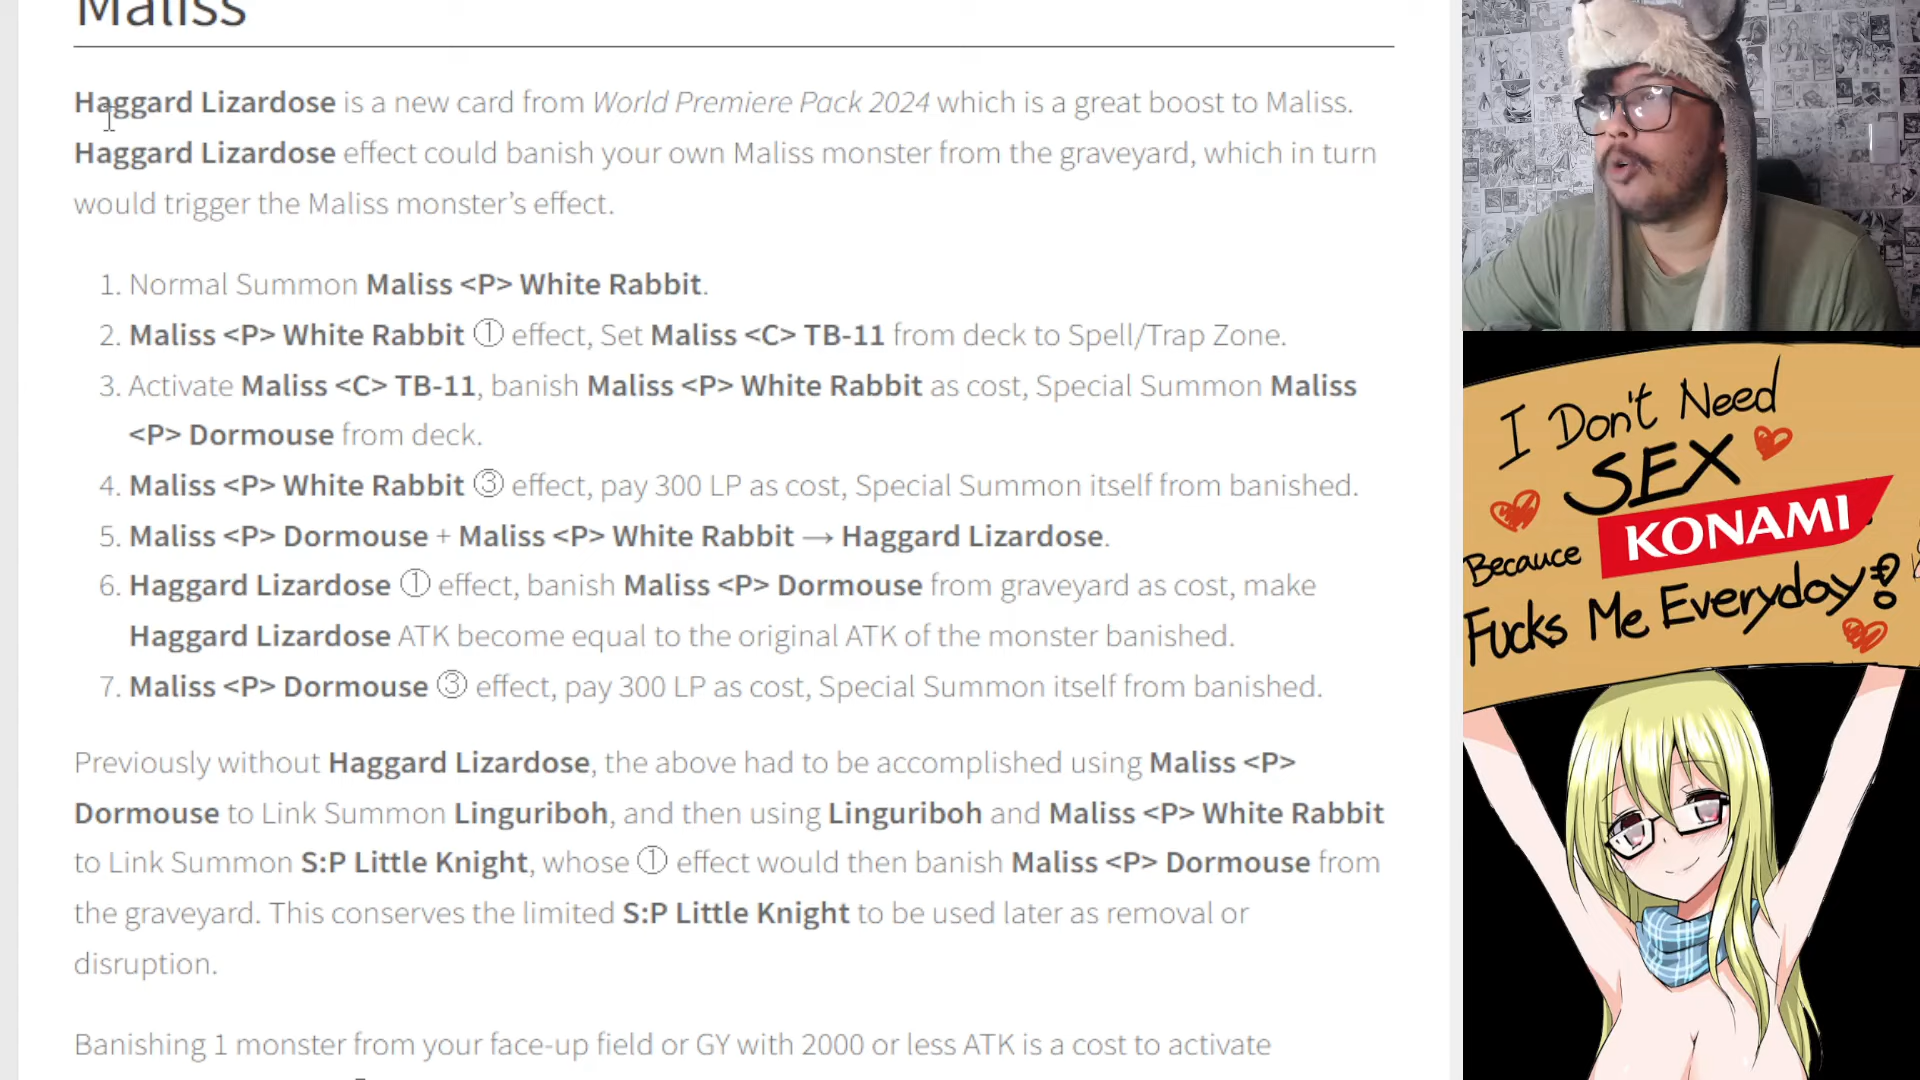 Maliss
Haggard Lizardose is a new card from World Premiere Pack 2024 which is a great boost to Maliss.
Haggard Lizardose effect could banish your own Maliss monster from the graveyard, which in turn
would trigger the Maliss monster’s effect.
1. Normal Summon Maliss <P> White Rabbit.
2. Maliss <P> White Rabbit ① effect, Set Maliss <C> TB-11 from deck to Spell/Trap Zone.
3. Activate Maliss <C> TB-11, banish Maliss <P> White Rabbit as cost, Special Summon Maliss
<P> Dormouse from deck.
4. Maliss <P> White Rabbit ③ effect, pay 300 LP as cost, Special Summon itself from banished.
5. Maliss <P> Dormouse + Maliss <P> White Rabbit → Haggard Lizardose.
6. Haggard Lizardose ① effect, banish Maliss <P> Dormouse from graveyard as cost, make
Haggard Lizardose ATK become equal to the original ATK of the monster banished.
7. Maliss <P> Dormouse ③ effect, pay 300 LP as cost, Special Summon itself from banished.
Previously without Haggard Lizardose, the above had to be accomplished using Maliss <P>
Dormouse to Link Summon Linguriboh, and then using Linguriboh and Maliss <P> White Rabbit
to Link Summon S:P Little Knight, whose ① effect would then banish Maliss <P> Dormouse from
the graveyard. This conserves the limited S:P Little Knight to be used later as removal or
disruption.
Banishing 1 monster from your face-up field or GY with 2000 or less ATK is a cost to activate
I Don't Need
SEX
Becauce KONAMI
Fucks Me Everyday!